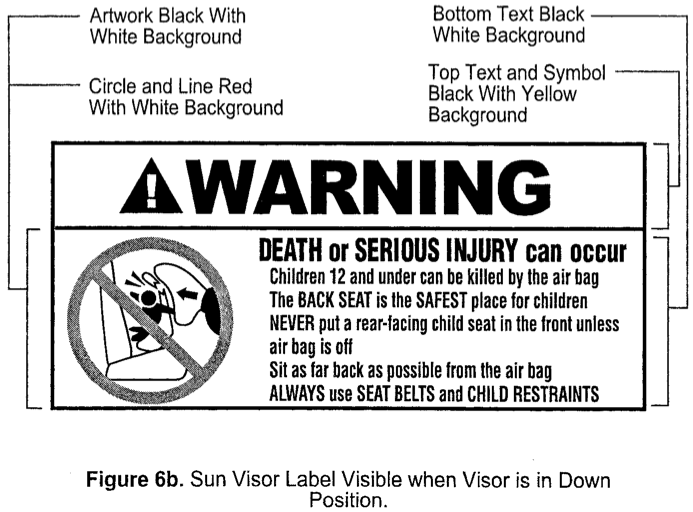 Artwork Black With
White Background
Bottom Text Black
White Background
Circle and Line Red
With White Background
Top Text and Symbol
Black With Yellow
Background
WARNING
DEATH or SERIOUS INJURY can occur
Children 12 and under can be killed by the air bag
The BACK SEAT is the SAFEST place for children
NEVER put a rear-facing child seat in the front unless
air bag is off
Sit as far back as possible from the air bag
ALWAYS use SEAT BELTS and CHILD RESTRAINTS
Figure 6b. Sun Visor Label Visible when Visor is in Down
Position.